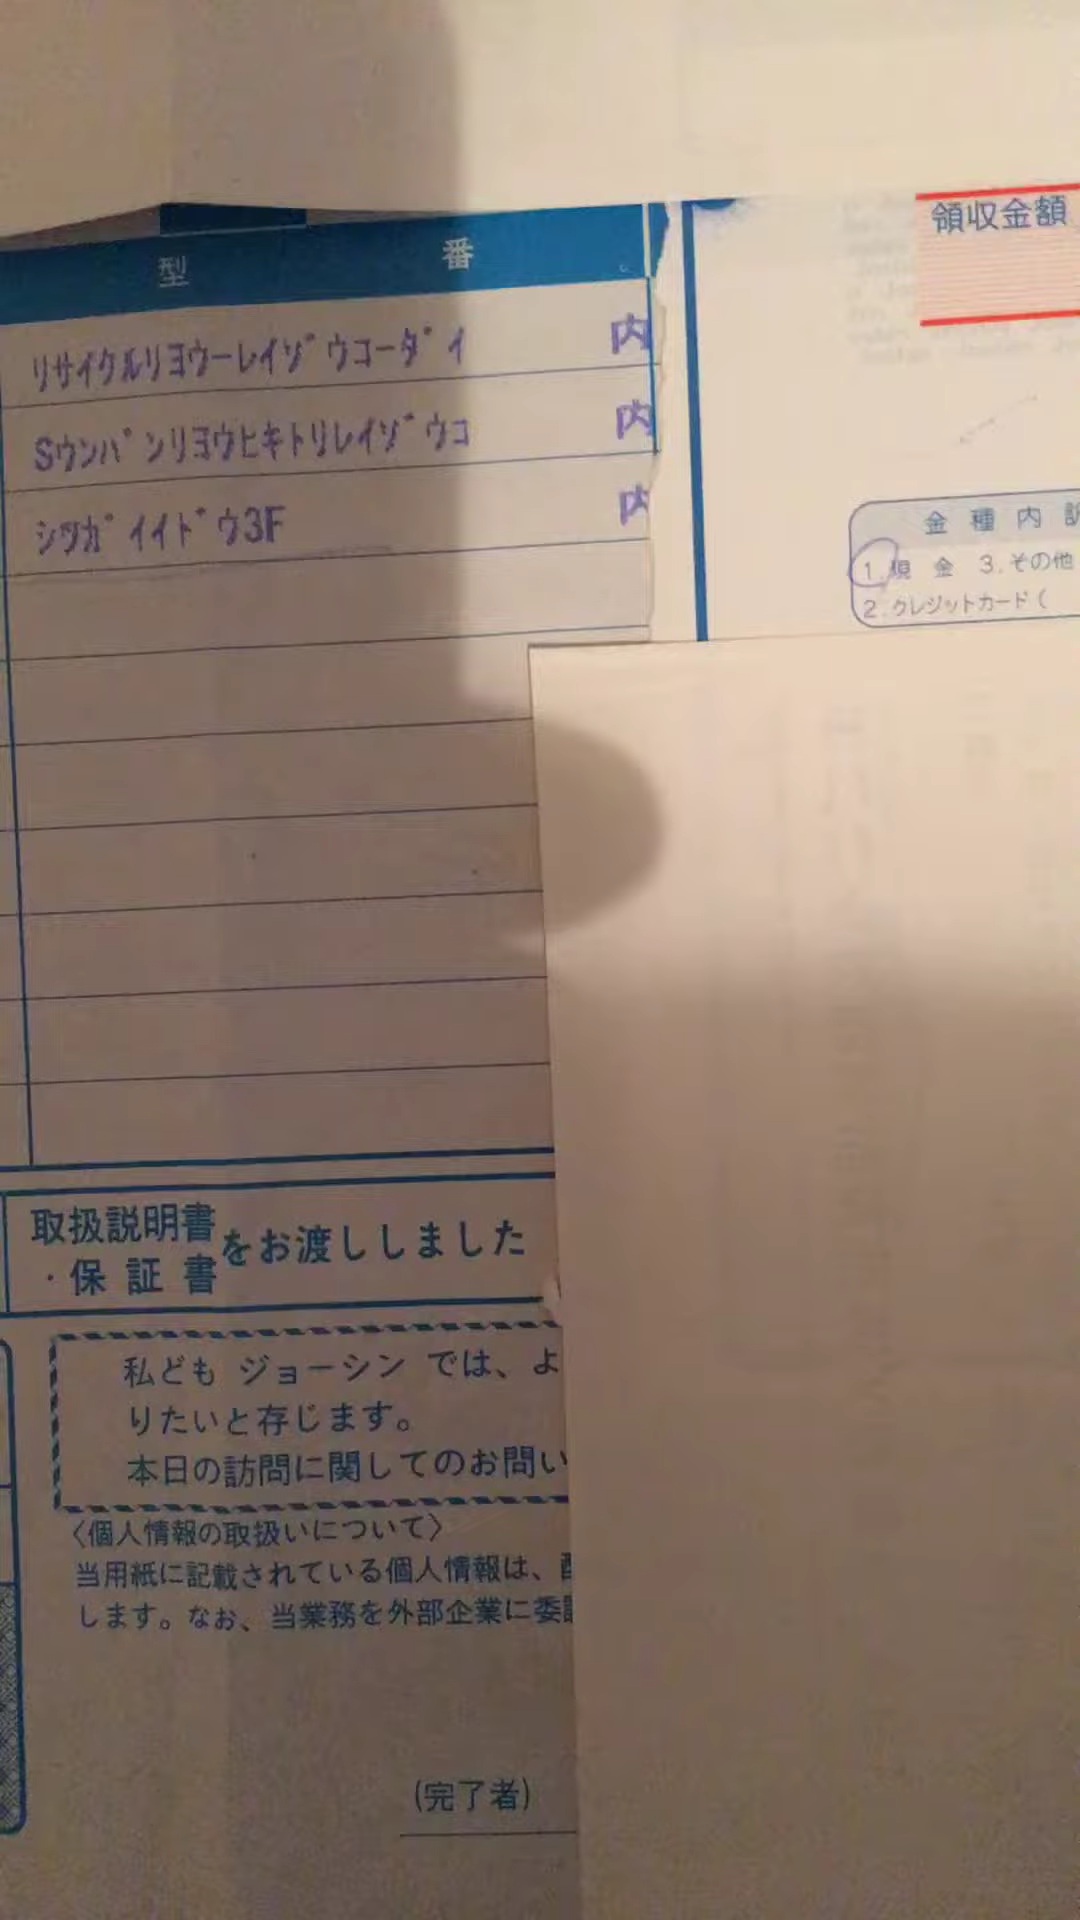 型番
リサイクルリヨウーレイゾウコーダイ 内
Sウンパンリヨウヒキトリレイゾウコ 内
シツガイイドウ3F 内
領収金額
金種内訳
1.現金 3.その他
2.クレジットカード(
取扱説明書
・保証書
をお渡ししました
私ども ジョーシン では、よ
りたいと存じます。
本日の訪問に関してのお問い
〈個人情報の取扱いについて〉
当用紙に記載されている個人情報は、
します。なお、当業務を外部企業に委
(完了者)